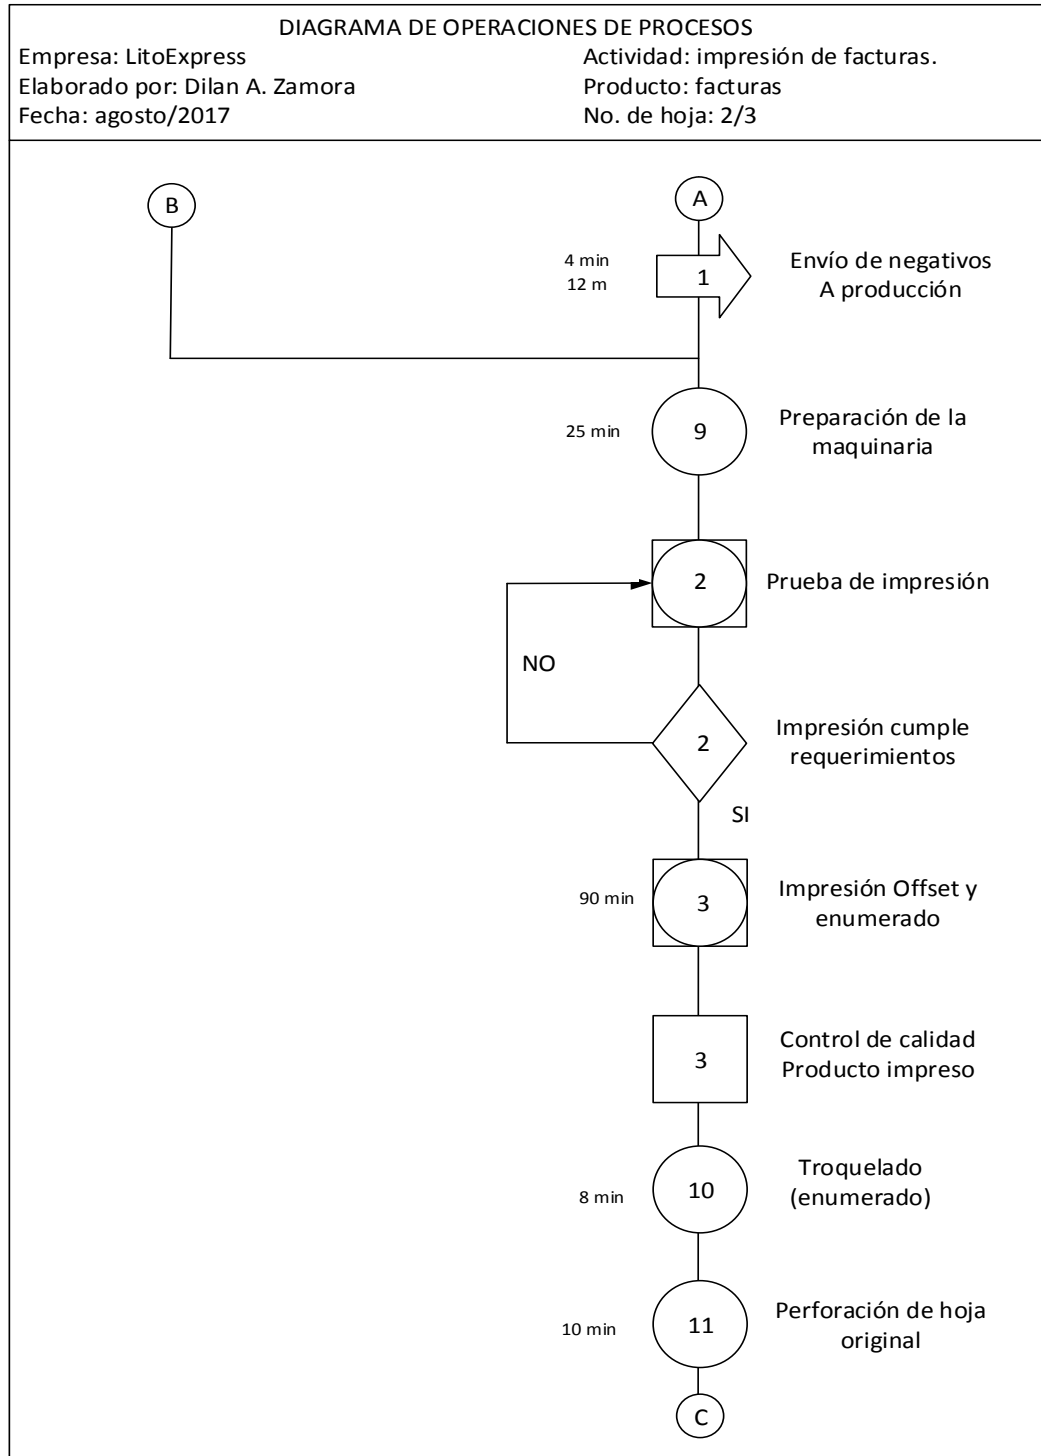 DIAGRAMA DE OPERACIONES DE PROCESOS
Empresa: LitoExpress
Actividad: impresión de facturas.
Elaborado por: Dilan A. Zamora
Producto: facturas
Fecha: agosto/2017
No. de hoja: 2/3
B
A
4 min
12 m
1
Envío de negativos
A producción
25 min
9
Preparación de la
maquinaria
2
Prueba de impresión
NO
2
Impresión cumple
requerimientos
SI
90 min
3
Impresión Offset y
enumerado
3
Control de calidad
Producto impreso
8 min
10
Troquelado
(enumerado)
10 min
11
Perforación de hoja
original
C